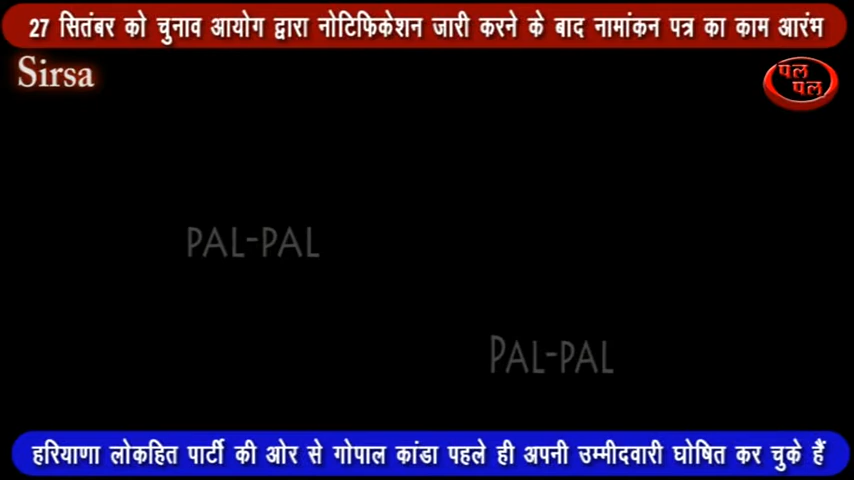 27 सितंबर को चुनाव आयोग द्वारा नोटिफिकेशन जारी करने के बाद नामांकन पत्र का काम आरंभ
Sirsa
पल
पल
PAL-PAL
PAL-PAL
हरियाणा लोकहित पार्टी की ओर से गोपाल कांडा पहले ही अपनी उम्मीदवारी घोषित कर चुके हैं